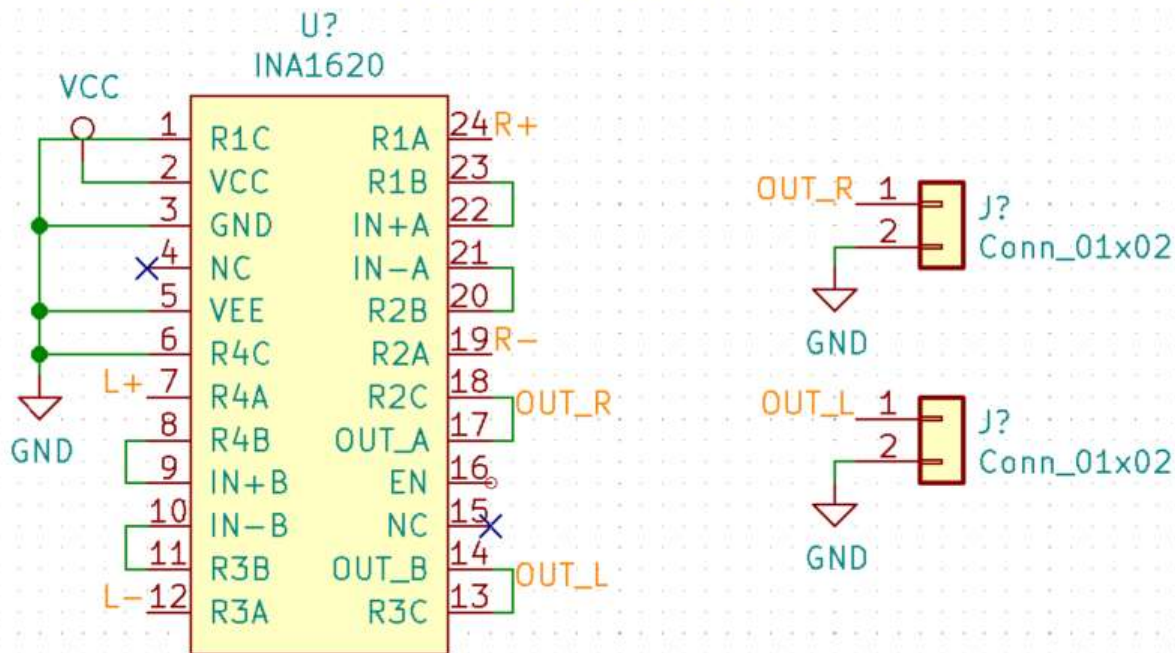 U?
INA1620
VCC
1 R1C R1A 24 R+
2 VCC R1B 23
3 GND IN+A 22
4 NC IN-A 21
5 VEE R2B 20
6 R4C R2A 19 R-
L+ 7 R4A R2C 18 OUT_R
GND
8 R4B OUT_A 17
9 IN+B EN 16
10 IN-B NC 15
11 R3B OUT_B 14 OUT_L
L- 12 R3A R3C 13
OUT_R 1 J?
2 Conn_01x02
GND
OUT_L 1 J?
2 Conn_01x02
GND